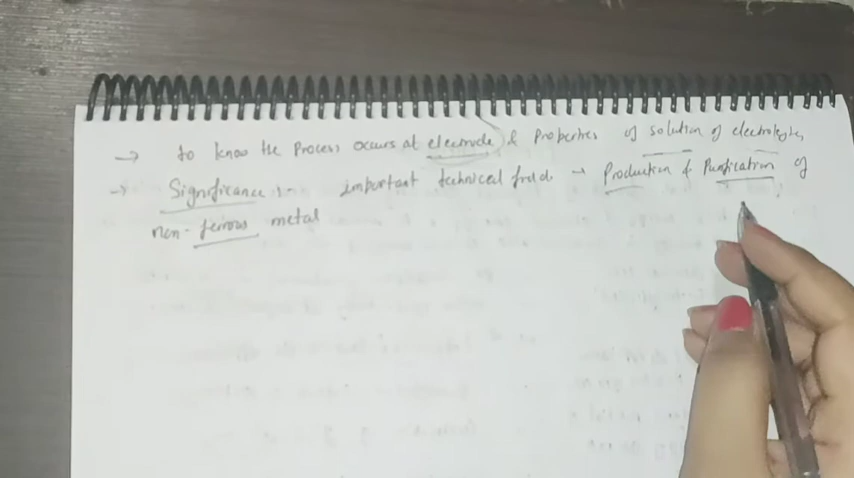 → to know the process occurs at electrode & Properties of solution of electrolytes
→ Significance :- important technical field → Production & Purification of
non-ferrous metal